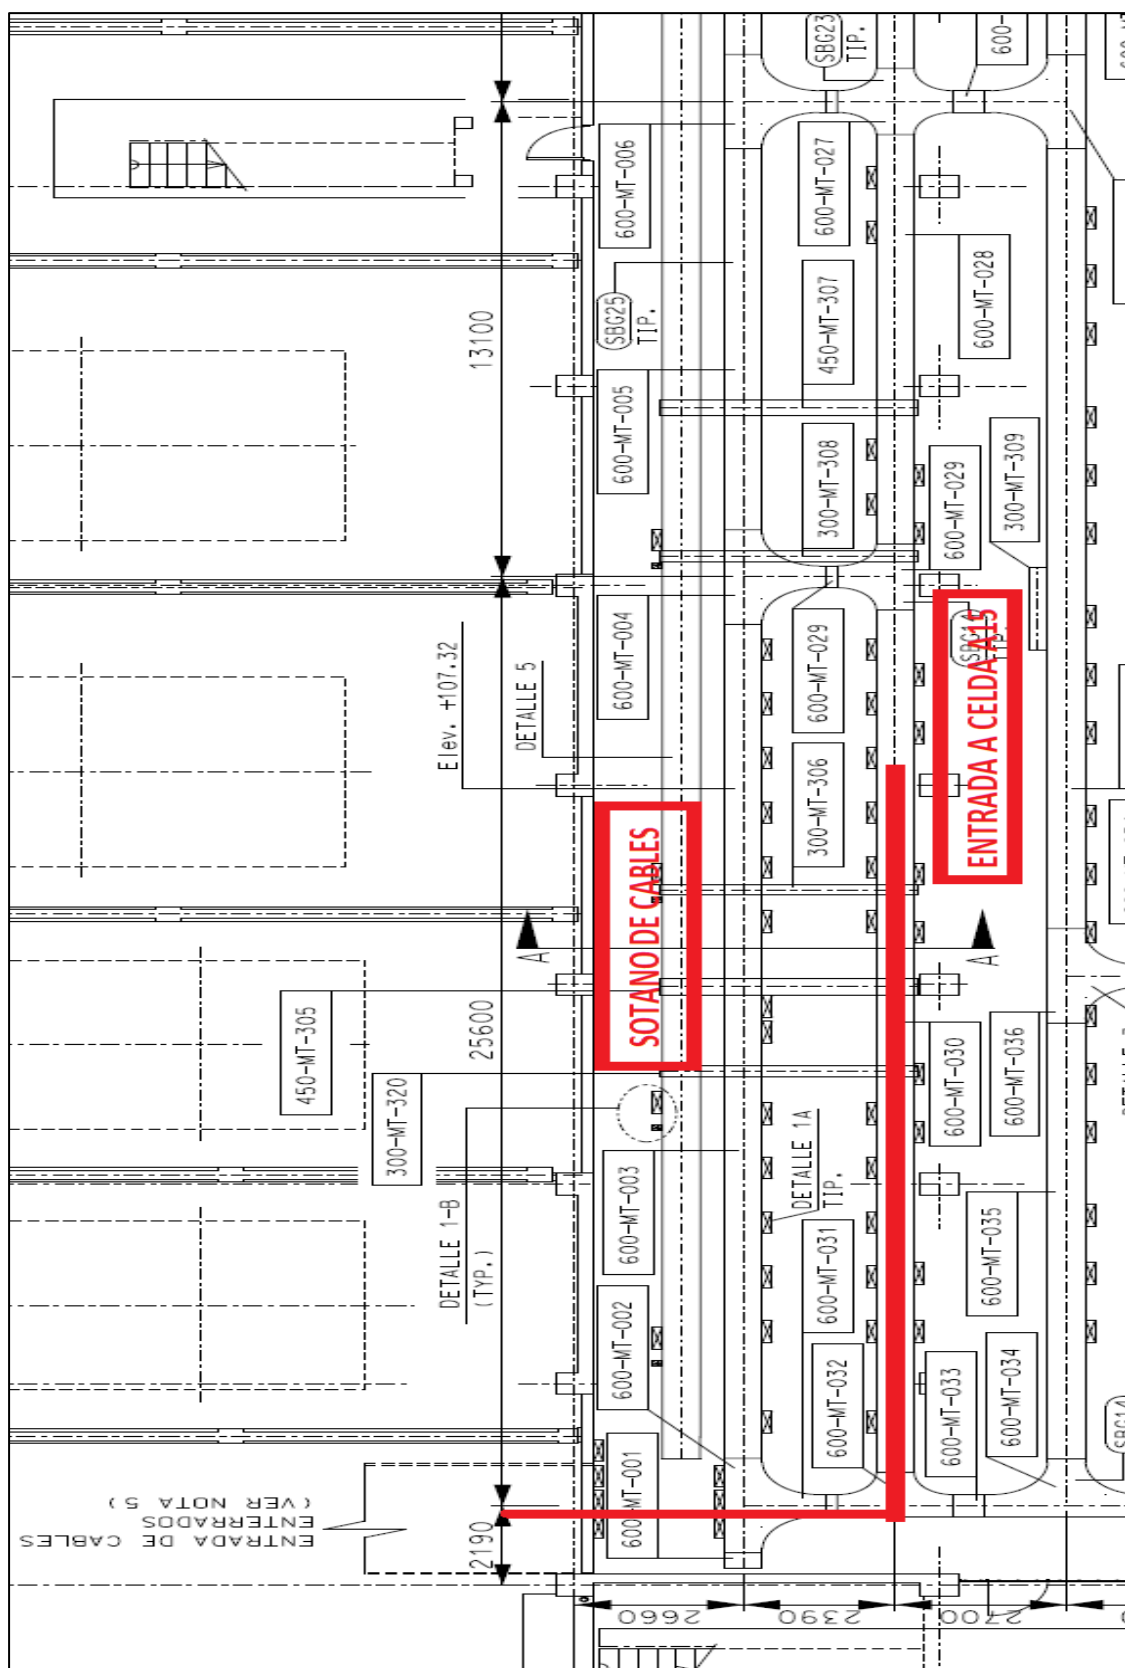 SBG23
TIP.
600-
600-MT-006
600-MT-027
600-MT-028
SBG25
TIP.
450-MT-307
13100
600-MT-005
300-MT-308
600-MT-029
300-MT-309
Elev. +107.32
DETALLE 5
600-MT-004
600-MT-029
300-MT-306
TIP.
ENTRADA A CELDA A15
SOTANO DE CABLES
A
A
450-MT-305
25600
300-MT-320
600-MT-030
600-MT-036
DETALLE 1-B
(TYP.)
600-MT-003
DETALLE 1A
TIP.
600-MT-031
600-MT-035
600-MT-002
600-MT-032
600-MT-033
600-MT-034
600-MT-001
ENTRADA DE CABLES
ENTERRADOS
(VER NOTA 5)
2190
2660
2390
2700